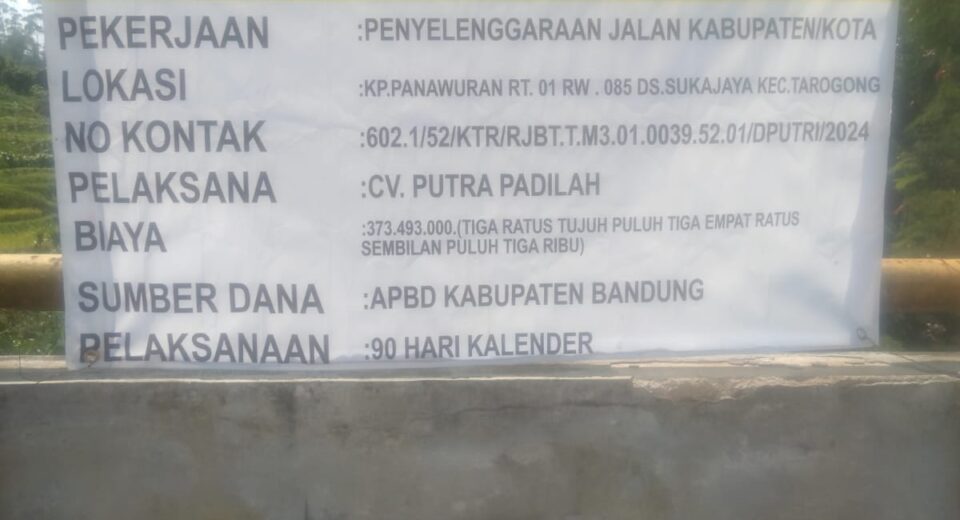 PEKERJAAN :PENYELENGGARAAN JALAN KABUPATEN/KOTA
LOKASI :KP.PANAWURAN RT. 01 RW . 085 DS.SUKAJAYA KEC.TAROGONG
NO KONTAK :602.1/52/KTR/RJBT.T.M3.01.0039.52.01/DPUTRI/2024
PELAKSANA :CV. PUTRA PADILAH
BIAYA :373.493.000.(TIGA RATUS TUJUH PULUH TIGA EMPAT RATUS
SEMBILAN PULUH TIGA RIBU)
SUMBER DANA :APBD KABUPATEN BANDUNG
PELAKSANAAN :90 HARI KALENDER